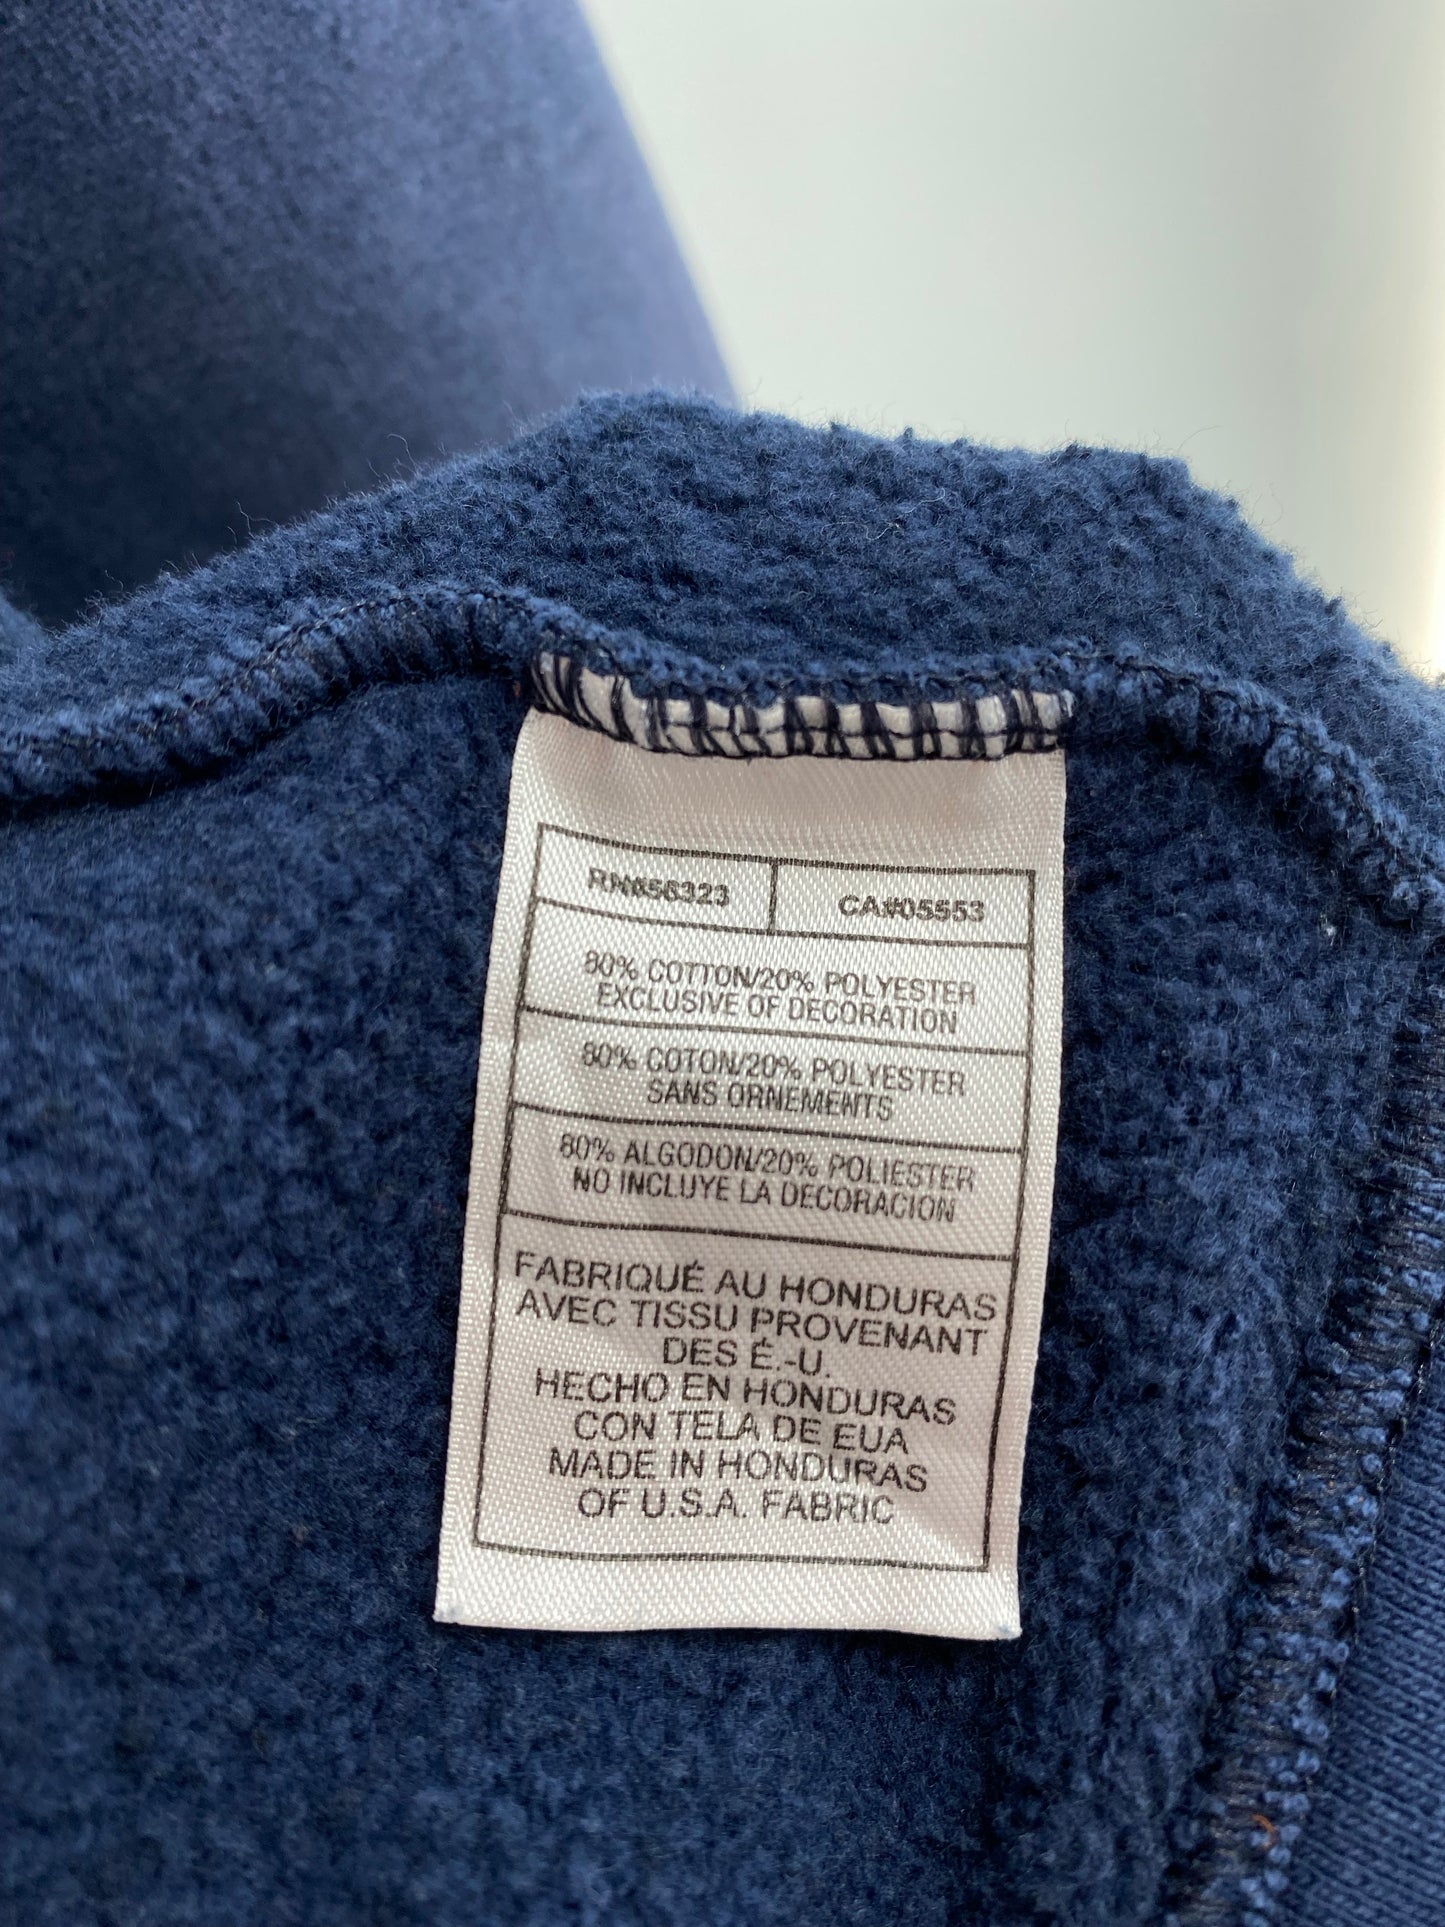 RN#56323 CA#05553
80% COTTON/20% POLYESTER
EXCLUSIVE OF DECORATION
80% COTON/20% POLYESTER
SANS ORNEMENTS
80% ALGODON/20% POLIESTER
NO INCLUYE LA DECORACION
FABRIQUÉ AU HONDURAS
AVEC TISSU PROVENANT
DES É.-U.
HECHO EN HONDURAS
CON TELA DE EUA
MADE IN HONDURAS
OF U.S.A. FABRIC